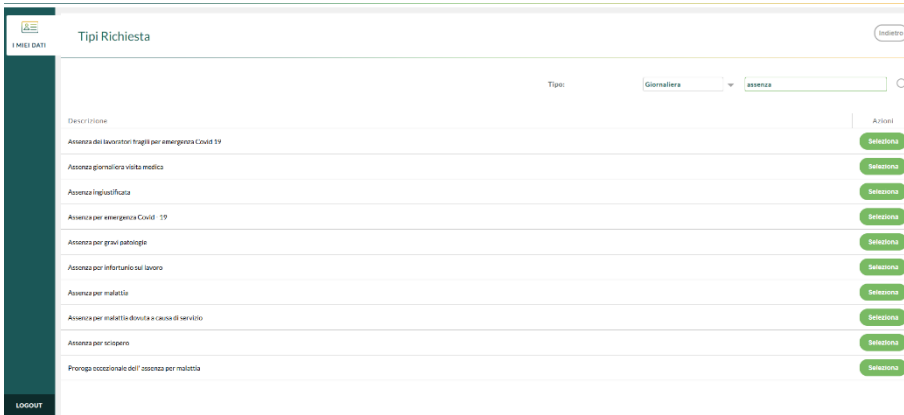 I MIEI DATI
Tipi Richiesta
Indietro
Tipo: Giornaliera assenza
Descrizione Azioni
Assenza dei lavoratori fragili per emergenza Covid 19 Seleziona
Assenza giornaliera visita medica Seleziona
Assenza ingiustificata Seleziona
Assenza per emergenza Covid - 19 Seleziona
Assenza per gravi patologie Seleziona
Assenza per infortunio sul lavoro Seleziona
Assenza per malattia Seleziona
Assenza per malattia dovuta a causa di servizio Seleziona
Assenza per sciopero Seleziona
Proroga eccezionale dell' assenza per malattia Seleziona
LOGOUT